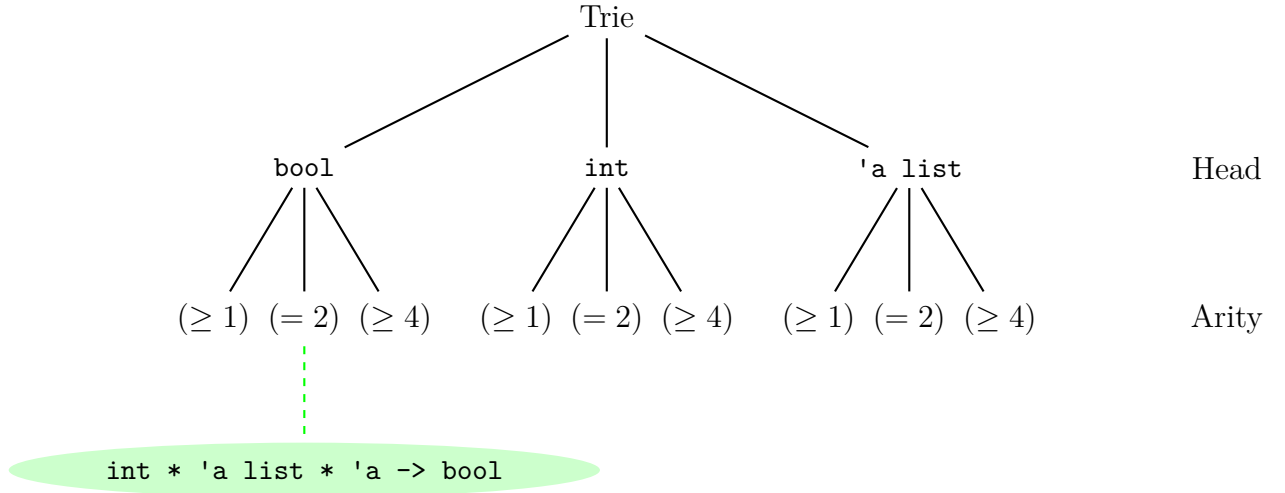 Trie
bool int 'a list Head
(≥ 1) (= 2) (≥ 4) (≥ 1) (= 2) (≥ 4) (≥ 1) (= 2) (≥ 4) Arity
int * 'a list * 'a -> bool